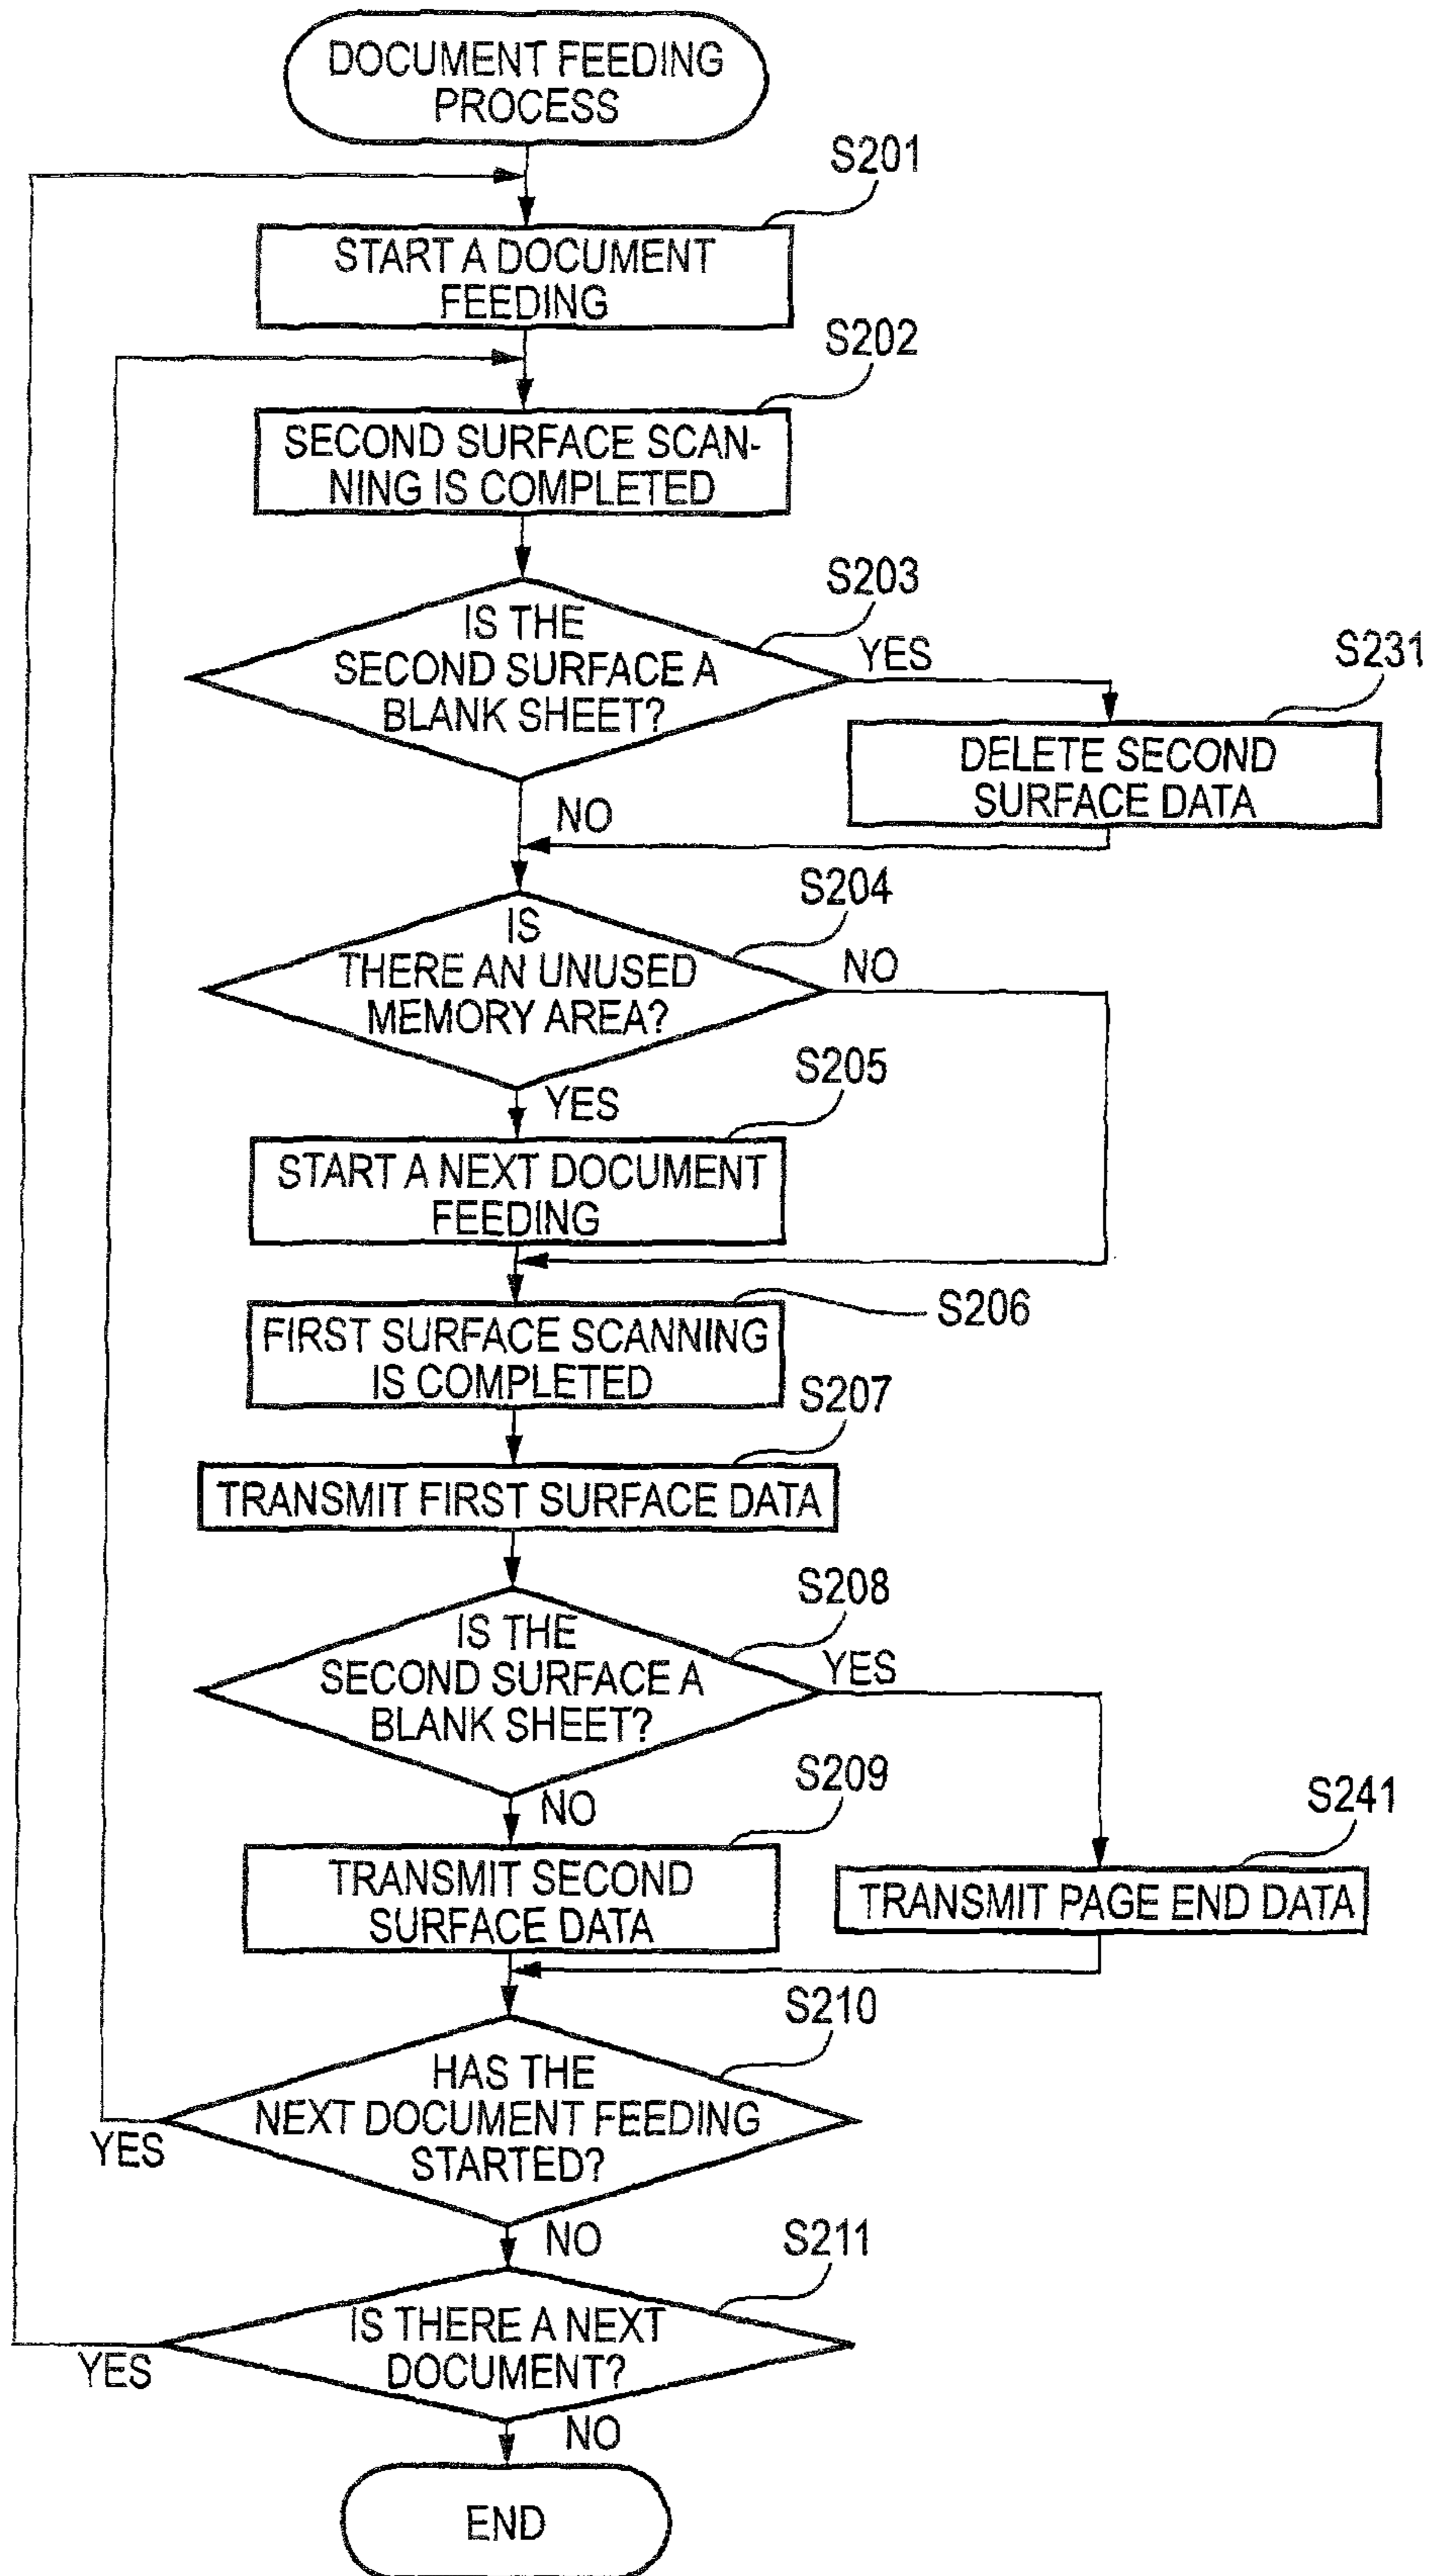 DOCUMENT FEEDING
PROCESS
S201
START A DOCUMENT
FEEDING
S202
SECOND SURFACE SCAN-
NING IS COMPLETED
S203
IS THE
SECOND SURFACE A
BLANK SHEET?
YES
S231
DELETE SECOND
SURFACE DATA
NO
S204
IS
THERE AN UNUSED
MEMORY AREA?
NO
YES
S205
START A NEXT DOCUMENT
FEEDING
S206
FIRST SURFACE SCANNING
IS COMPLETED
S207
TRANSMIT FIRST SURFACE DATA
S208
IS THE
SECOND SURFACE A
BLANK SHEET?
YES
NO
S209
TRANSMIT SECOND
SURFACE DATA
S241
TRANSMIT PAGE END DATA
S210
HAS THE
NEXT DOCUMENT FEEDING
STARTED?
YES
NO
S211
IS THERE A NEXT
DOCUMENT?
YES
NO
END